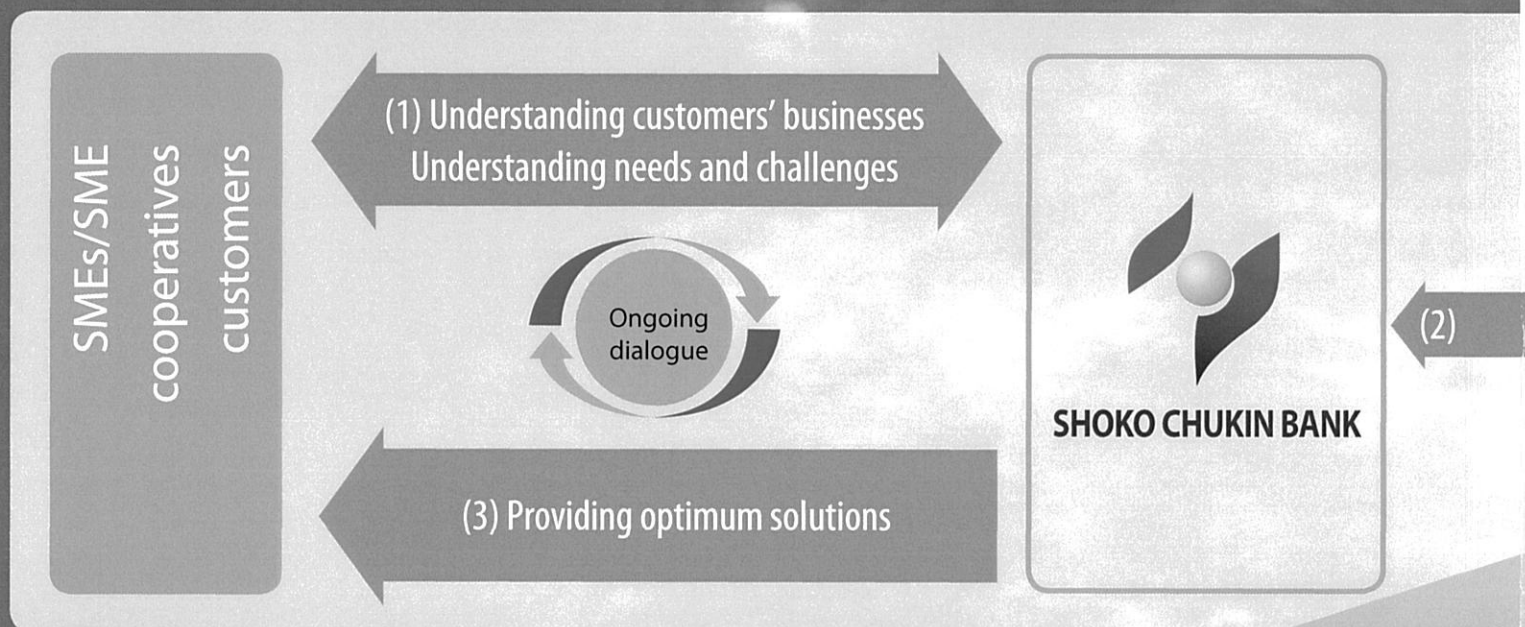 SMEs/SME
cooperatives
customers
(1) Understanding customers' businesses
Understanding needs and challenges
Ongoing
dialogue
(3) Providing optimum solutions
SHOKO CHUKIN BANK
(2)